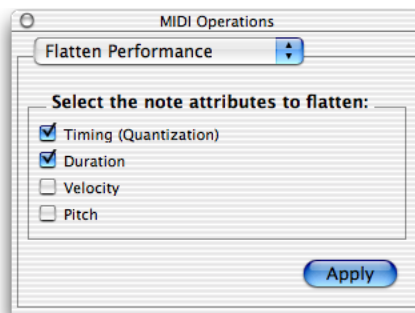 MIDI Operations
Flatten Performance
Select the note attributes to flatten:
Timing (Quantization)
Duration
Velocity
Pitch
Apply